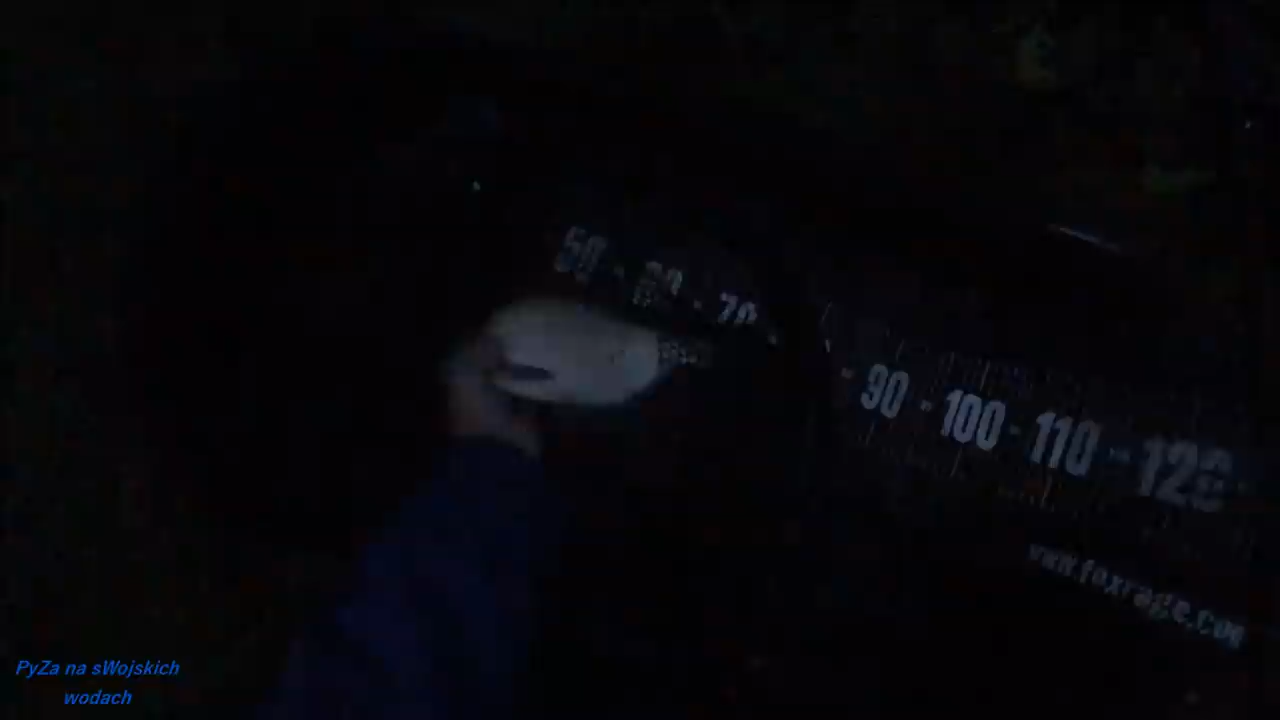 50 - 60 - 70
- 90 - 100 - 110 - 120
www.foxrage.com
PyZa na sWojskich
wodach